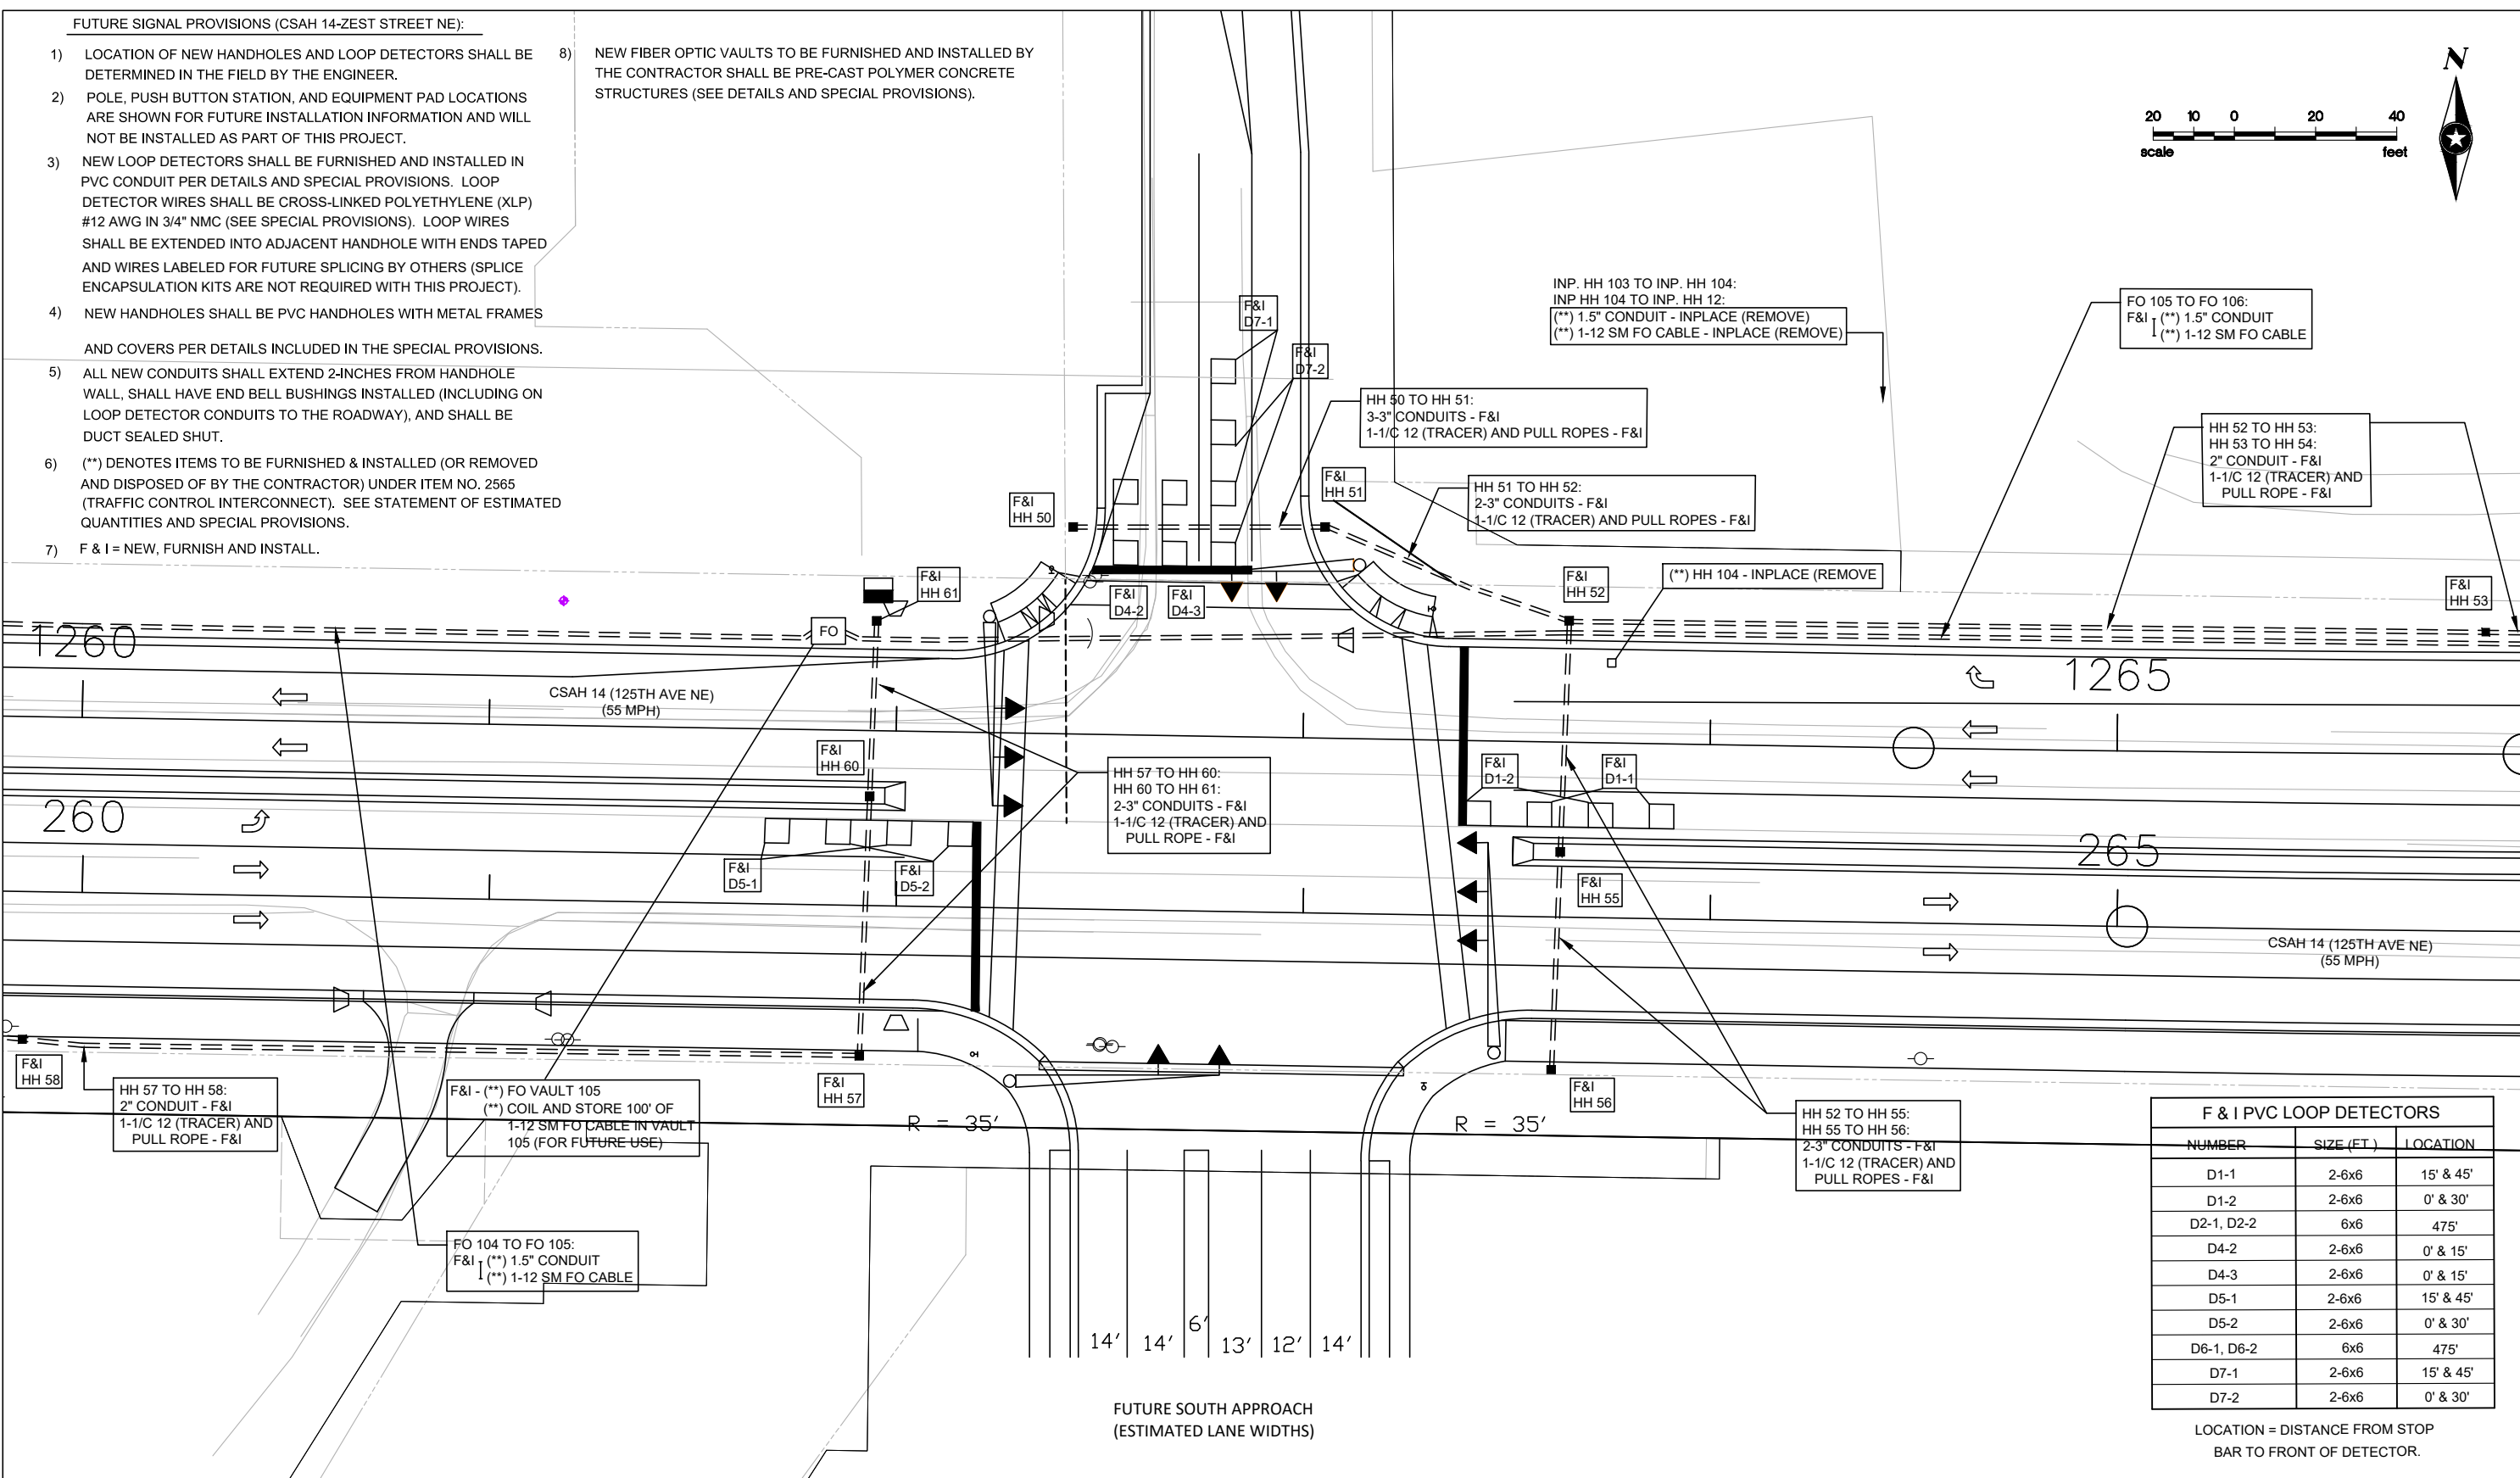 FUTURE SIGNAL PROVISIONS (CSAH 14-ZEST STREET NE):
1) LOCATION OF NEW HANDHOLES AND LOOP DETECTORS SHALL BE
DETERMINED IN THE FIELD BY THE ENGINEER.
2) POLE, PUSH BUTTON STATION, AND EQUIPMENT PAD LOCATIONS
ARE SHOWN FOR FUTURE INSTALLATION INFORMATION AND WILL
NOT BE INSTALLED AS PART OF THIS PROJECT.
3) NEW LOOP DETECTORS SHALL BE FURNISHED AND INSTALLED IN
PVC CONDUIT PER DETAILS AND SPECIAL PROVISIONS. LOOP
DETECTOR WIRES SHALL BE CROSS-LINKED POLYETHYLENE (XLP)
#12 AWG IN 3/4" NMC (SEE SPECIAL PROVISIONS). LOOP WIRES
SHALL BE EXTENDED INTO ADJACENT HANDHOLE WITH ENDS TAPED
AND WIRES LABELED FOR FUTURE SPLICING BY OTHERS (SPLICE
ENCAPSULATION KITS ARE NOT REQUIRED WITH THIS PROJECT).
4) NEW HANDHOLES SHALL BE PVC HANDHOLES WITH METAL FRAMES
AND COVERS PER DETAILS INCLUDED IN THE SPECIAL PROVISIONS.
5) ALL NEW CONDUITS SHALL EXTEND 2-INCHES FROM HANDHOLE
WALL, SHALL HAVE END BELL BUSHINGS INSTALLED (INCLUDING ON
LOOP DETECTOR CONDUITS TO THE ROADWAY), AND SHALL BE
DUCT SEALED SHUT.
6) (**) DENOTES ITEMS TO BE FURNISHED & INSTALLED (OR REMOVED
AND DISPOSED OF BY THE CONTRACTOR) UNDER ITEM NO. 2565
(TRAFFIC CONTROL INTERCONNECT). SEE STATEMENT OF ESTIMATED
QUANTITIES AND SPECIAL PROVISIONS.
7) F & I = NEW, FURNISH AND INSTALL.
8) NEW FIBER OPTIC VAULTS TO BE FURNISHED AND INSTALLED BY
THE CONTRACTOR SHALL BE PRE-CAST POLYMER CONCRETE
STRUCTURES (SEE DETAILS AND SPECIAL PROVISIONS).
N
20 10 0 20 40
scale feet
INP. HH 103 TO INP. HH 104:
INP HH 104 TO INP. HH 12:
(**) 1.5" CONDUIT - INPLACE (REMOVE)
(**) 1-12 SM FO CABLE - INPLACE (REMOVE)
FO 105 TO FO 106:
F&I (**) 1.5" CONDUIT
(**) 1-12 SM FO CABLE
F&I
D7-1
F&I
D7-2
HH 50 TO HH 51:
3-3" CONDUITS - F&I
1-1/C 12 (TRACER) AND PULL ROPES - F&I
HH 52 TO HH 53:
HH 53 TO HH 54:
2" CONDUIT - F&I
1-1/C 12 (TRACER) AND
PULL ROPE - F&I
F&I
HH 50
F&I
HH 51
HH 51 TO HH 52:
2-3" CONDUITS - F&I
1-1/C 12 (TRACER) AND PULL ROPES - F&I
F&I
HH 61
F&I
D4-2
F&I
D4-3
F&I
HH 52
(**) HH 104 - INPLACE (REMOVE
F&I
HH 53
FO
1260
CSAH 14 (125TH AVE NE)
(55 MPH)
1265
F&I
HH 60
HH 57 TO HH 60:
HH 60 TO HH 61:
2-3" CONDUITS - F&I
1-1/C 12 (TRACER) AND
PULL ROPE - F&I
F&I
D1-2
F&I
D1-1
260
265
F&I
D5-1
F&I
D5-2
F&I
HH 55
CSAH 14 (125TH AVE NE)
(55 MPH)
F&I
HH 58
HH 57 TO HH 58:
2" CONDUIT - F&I
1-1/C 12 (TRACER) AND
PULL ROPE - F&I
F&I - (**) FO VAULT 105
(**) COIL AND STORE 100' OF
1-12 SM FO CABLE IN VAULT
105 (FOR FUTURE USE)
F&I
HH 57
R = 35'
R = 35'
F&I
HH 56
HH 52 TO HH 55:
HH 55 TO HH 56:
2-3" CONDUITS - F&I
1-1/C 12 (TRACER) AND
PULL ROPES - F&I
FO 104 TO FO 105:
F&I (**) 1.5" CONDUIT
(**) 1-12 SM FO CABLE
14' 14' 6' 13' 12' 14'
FUTURE SOUTH APPROACH
(ESTIMATED LANE WIDTHS)
F & I PVC LOOP DETECTORS
NUMBER SIZE (FT.) LOCATION
D1-1 2-6x6 15' & 45'
D1-2 2-6x6 0' & 30'
D2-1, D2-2 6x6 475'
D4-2 2-6x6 0' & 15'
D4-3 2-6x6 0' & 15'
D5-1 2-6x6 15' & 45'
D5-2 2-6x6 0' & 30'
D6-1, D6-2 6x6 475'
D7-1 2-6x6 15' & 45'
D7-2 2-6x6 0' & 30'
LOCATION = DISTANCE FROM STOP
BAR TO FRONT OF DETECTOR.